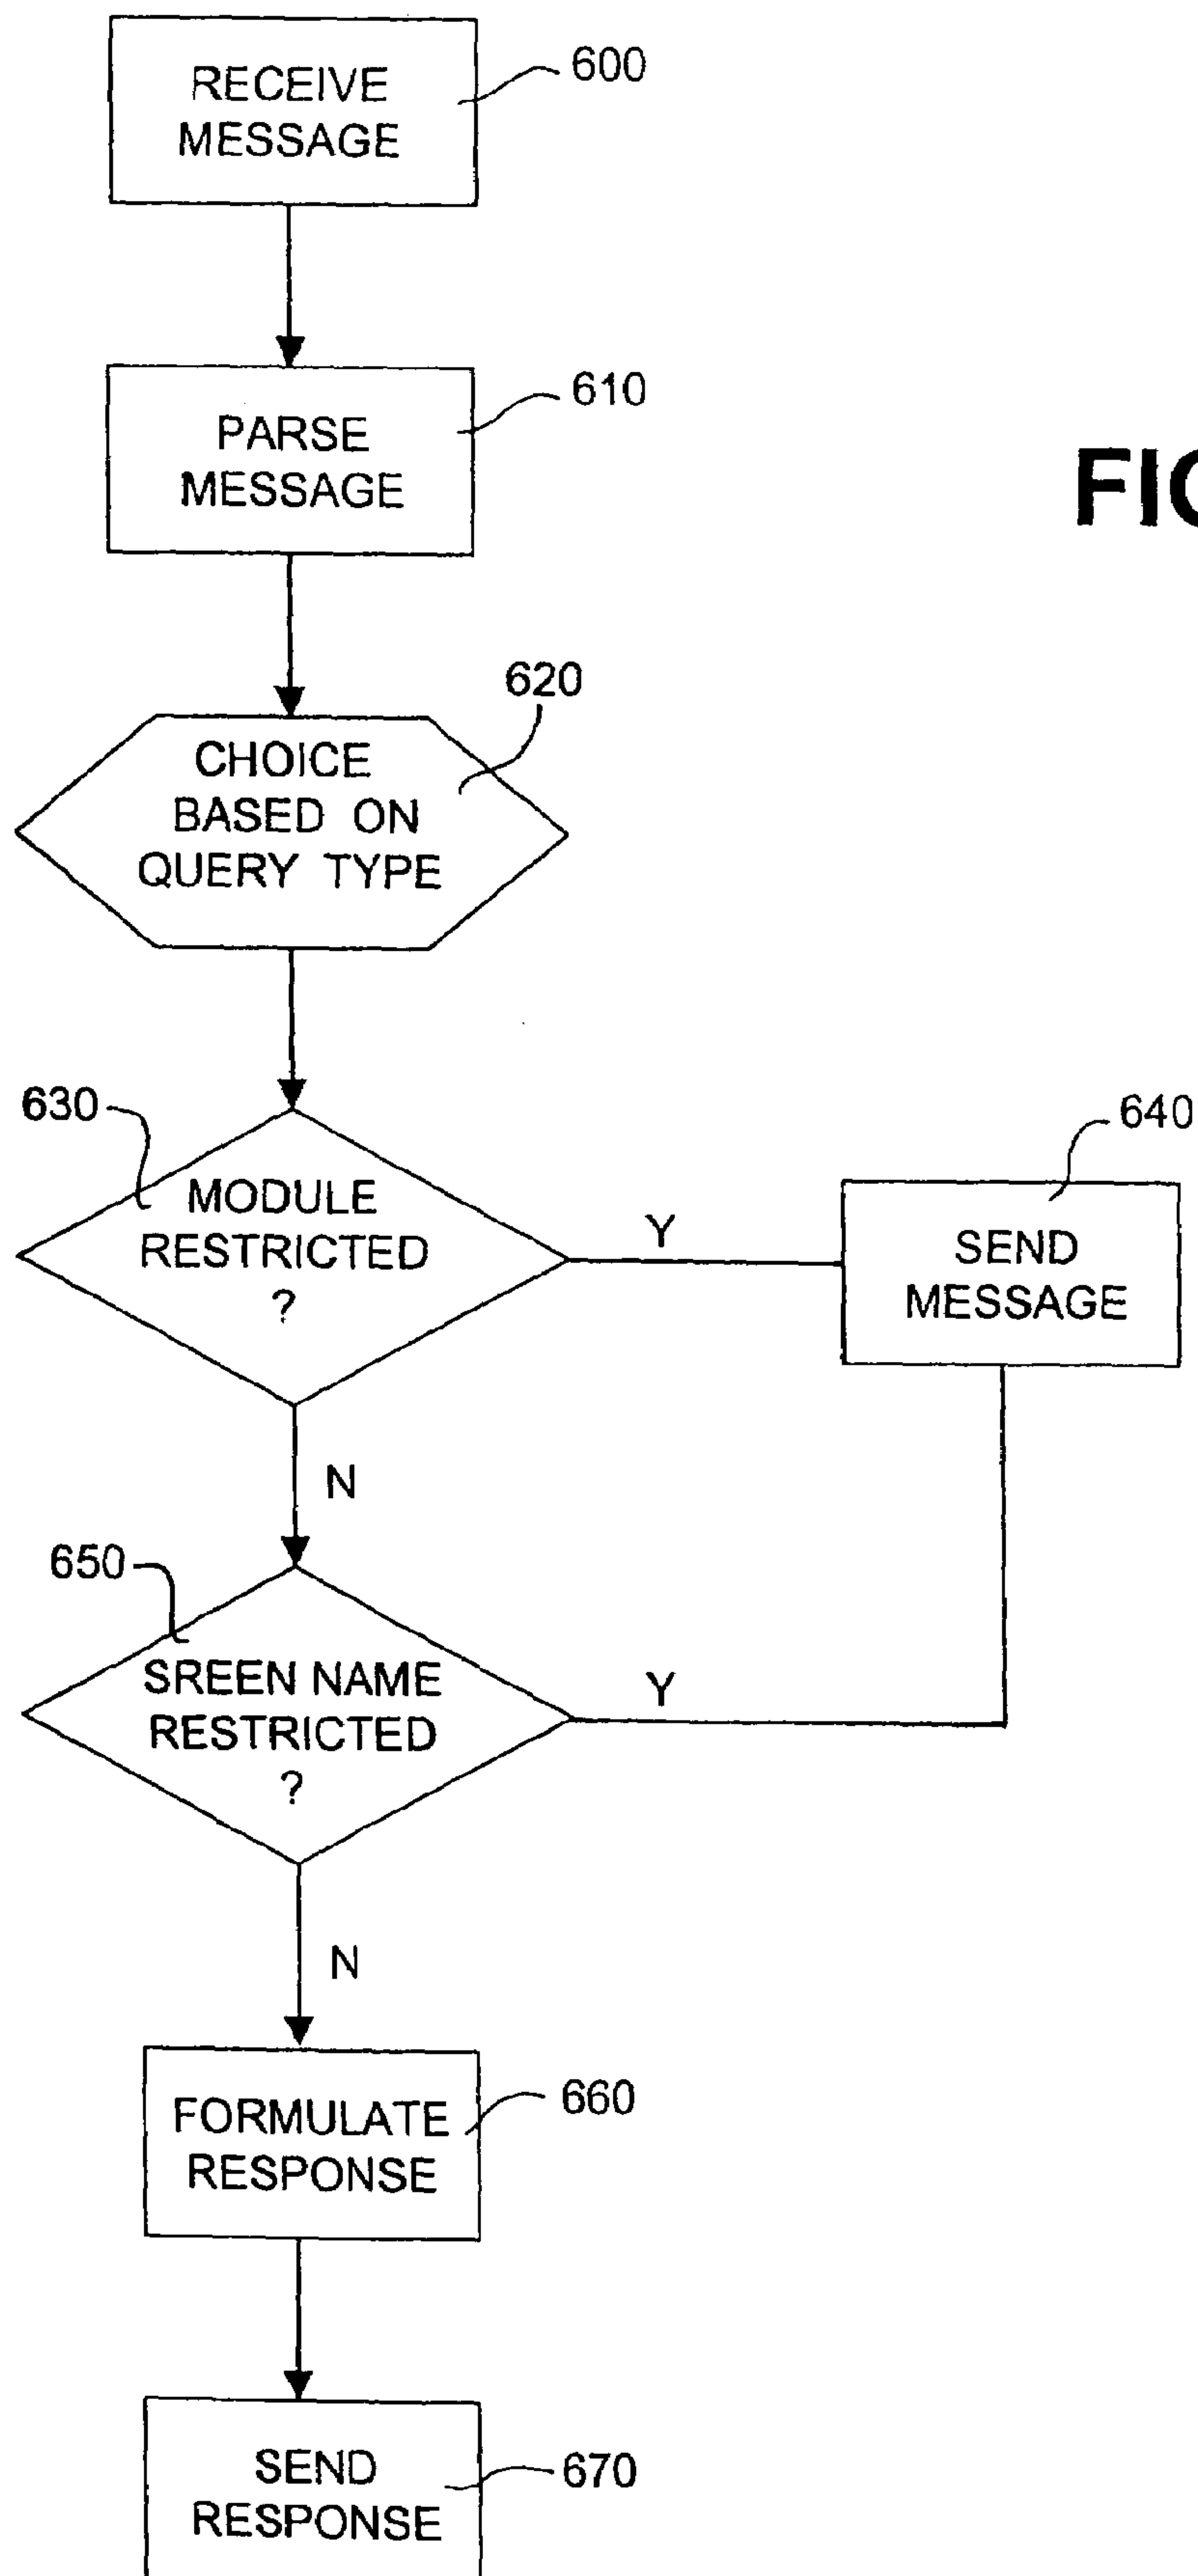 RECEIVE
MESSAGE
600
PARSE
MESSAGE
610
FIG
620
CHOICE
BASED ON
QUERY TYPE
630
MODULE
RESTRICTED
?
Y
640
SEND
MESSAGE
N
650
SREEN NAME
RESTRICTED
?
Y
N
FORMULATE
RESPONSE
660
SEND
RESPONSE
670